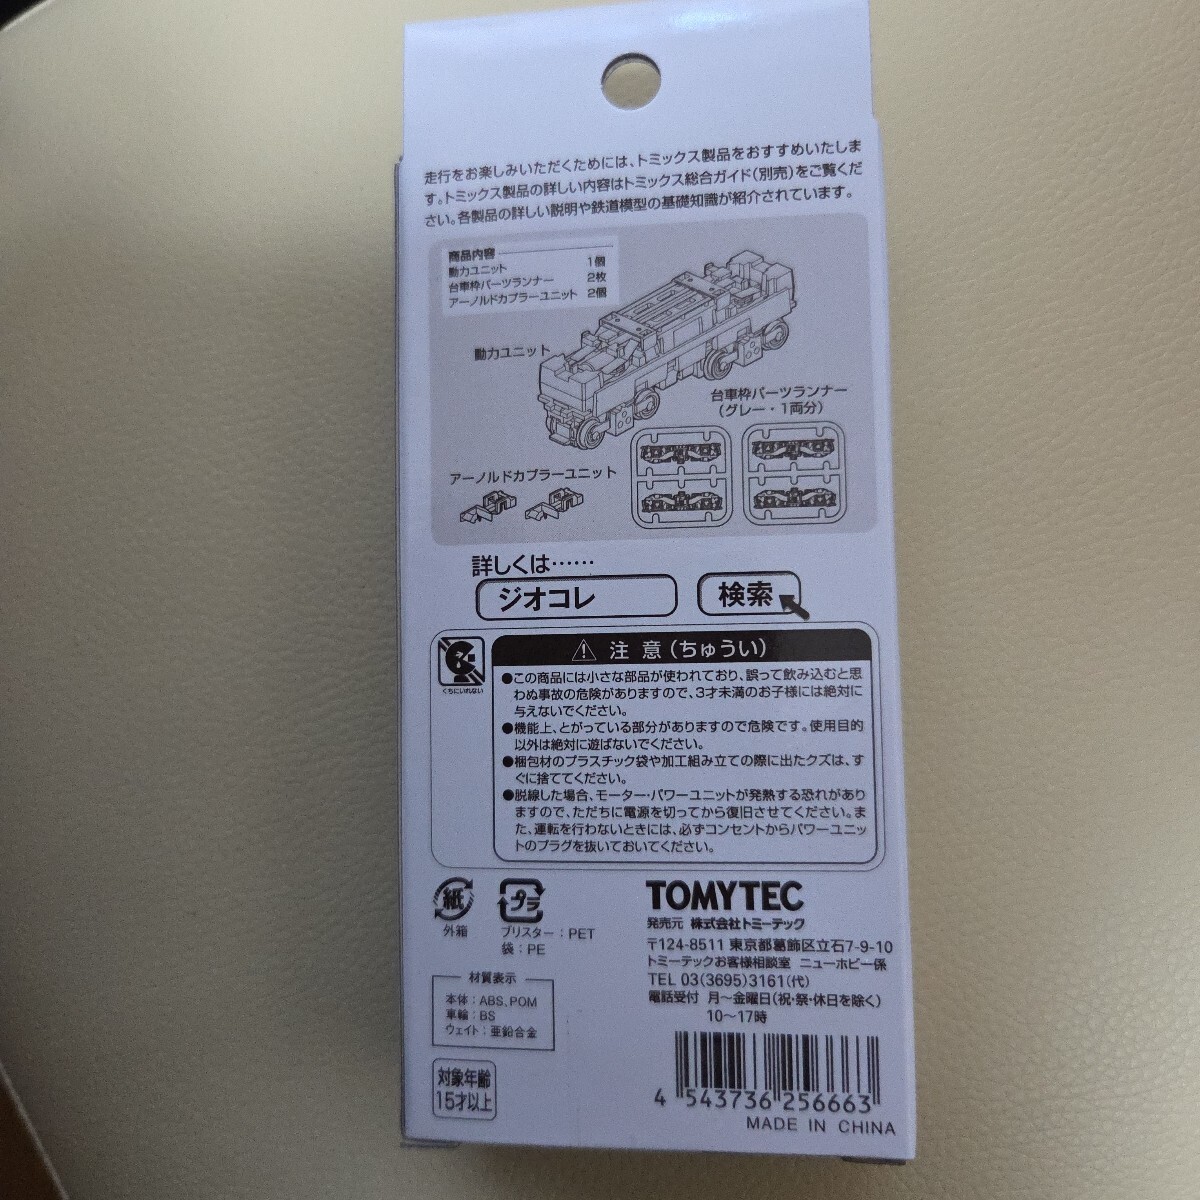 走行をお楽しみいただくためには、トミックス製品をおすすめいたしま
す。トミックス製品の詳しい内容はトミックス総合ガイド(別売)をご覧くだ
さい。各製品の詳しい説明や鉄道模型の基礎知識が紹介されています。
商品内容
動力ユニット 1個
台車枠パーツランナー 2枚
アーノルドカプラーユニット 2個
動力ユニット
台車枠パーツランナー
(グレー・1両分)
アーノルドカプラーユニット
詳しくは……
ジオコレ 検索
くちにいれない
注 意(ちゅうい)
●この商品には小さな部品が使われており、誤って飲み込むと思
わぬ事故の危険がありますので、3才未満のお子様には絶対に
与えないでください。
●機能上、とがっている部分がありますので危険です。使用目的
以外は絶対に遊ばないでください。
●梱包材のプラスチック袋や加工組み立ての際に出たクズは、す
ぐに捨ててください。
●脱線した場合、モーター・パワーユニットが発熱する恐れがあり
ますので、ただちに電源を切ってから復旧させてください。ま
た、運転を行わないときには、必ずコンセントからパワーユニッ
トのプラグを抜いておいてください。
紙
外箱
プラ
ブリスター:PET
袋:PE
材質表示
本体:ABS、POM
車輪:BS
ウェイト:亜鉛合金
対象年齢
15才以上
TOMYTEC
発売元 株式会社トミーテック
〒124-8511 東京都葛飾区立石7-9-10
トミーテックお客様相談室 ニューホビー係
TEL 03(3695)3161(代)
電話受付 月〜金曜日(祝・祭・休日を除く)
10〜17時
4 543736 256663
MADE IN CHINA